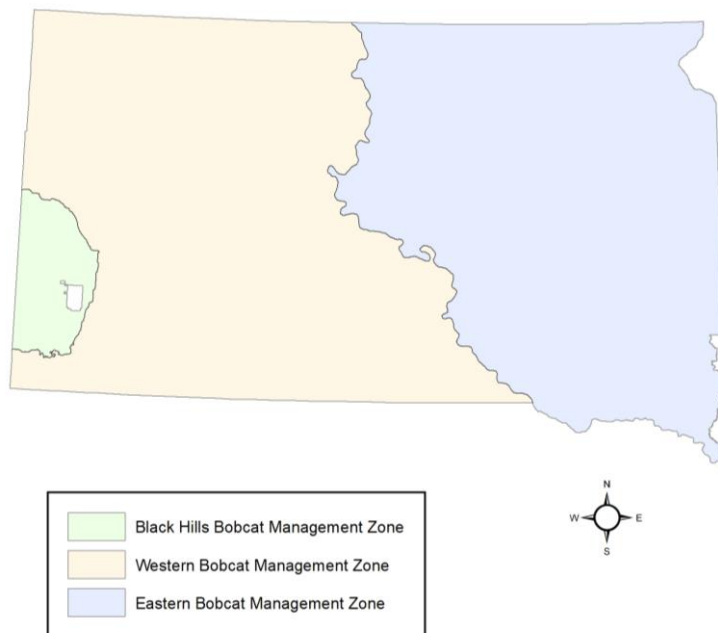 N
W E
S
Black Hills Bobcat Management Zone
Western Bobcat Management Zone
Eastern Bobcat Management Zone